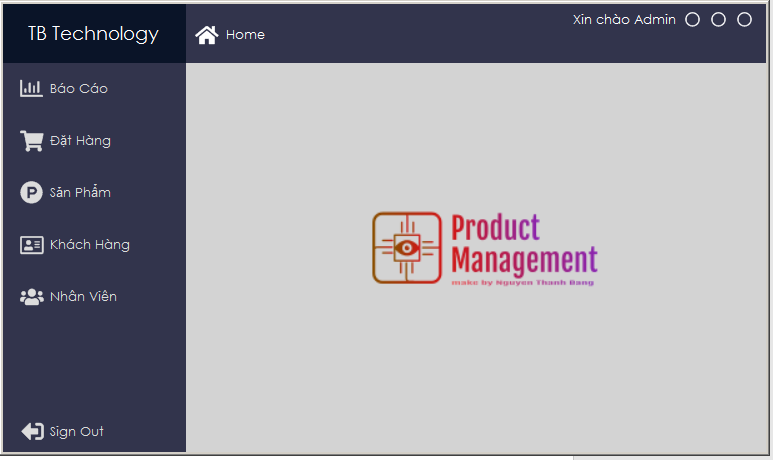 TB Technology
Home
Xin chào Admin
Báo Cáo
Đặt Hàng
Sản Phẩm
Khách Hàng
Nhân Viên
Sign Out
Product
Management
make by Nguyen Thanh Bang